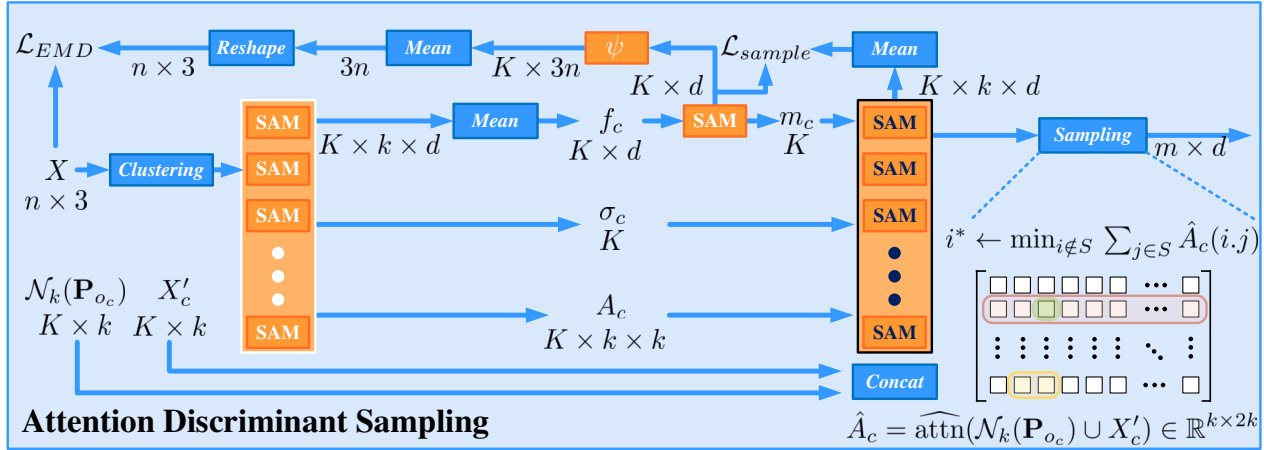 ℒ_EMD Reshape Mean ψ ℒ_sample Mean
n × 3 3n K × 3n K × d K × k × d
SAM Mean f_c SAM m_c SAM Sampling
K × k × d K × d K m × d
X Clustering SAM SAM
n × 3
SAM σ_c SAM
K
i* ← min_{i∉S} ∑_{j∈S} Â_c(i.j)
𝒩_k(𝐏_{o_c}) X′_c
K × k K × k
SAM A_c SAM
K × k × k
Concat
Attention Discriminant Sampling
Â_c = \widehat{attn}(𝒩_k(𝐏_{o_c}) ∪ X′_c) ∈ ℝ^{k×2k}